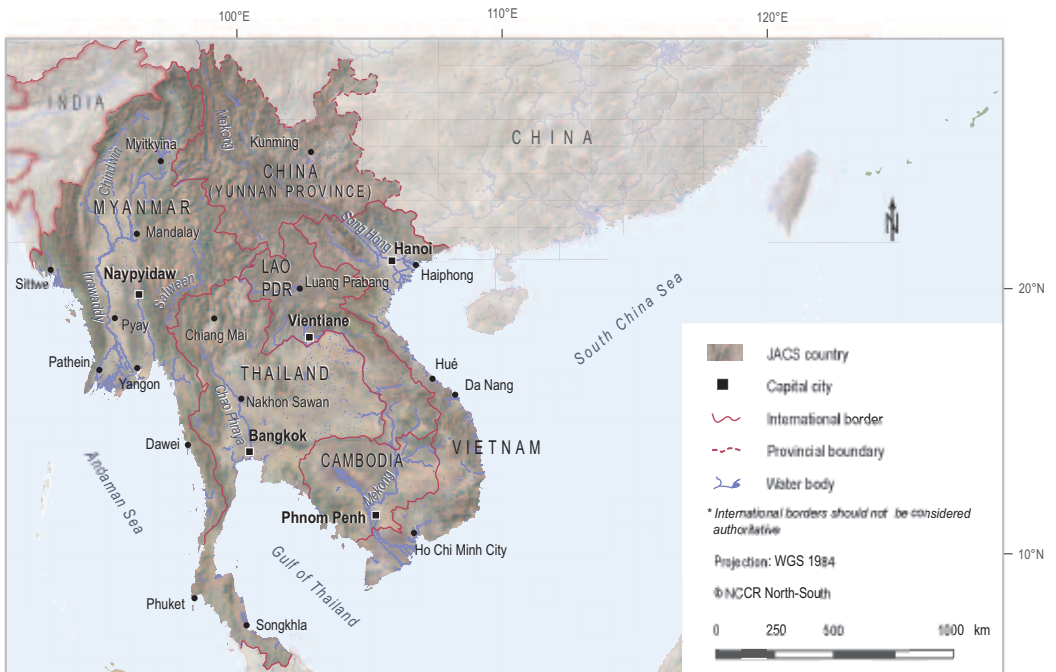 100°E
110°E
120°E
INDIA
CHINA
Mekong
Kunming
Myitkyina
Chindwin
CHINA
(YUNNAN PROVINCE)
MYANMAR
Mandalay
Song Hong
Hanoi
Haiphong
N
Naypyidaw
LAO
PDR
Luang Prabang
Sittwe
Irrawaddy
Salween
20°N
South China Sea
Pyay
Chiang Mai
Vientiane
Pathein
Yangon
THAILAND
Hué
Da Nang
Chao Phraya
Nakhon Sawan
Bangkok
Dawei
VIETNAM
CAMBODIA
Mekong
Andaman Sea
Phnom Penh
Ho Chi Minh City
10°N
Gulf of Thailand
Phuket
Songkhla
JACS country
Capital city
International border
Provincial boundary
Water body
* International borders should not be considered
authoritative
Projection: WGS 1984
© NCCR North-South
0 250 500 1000 km